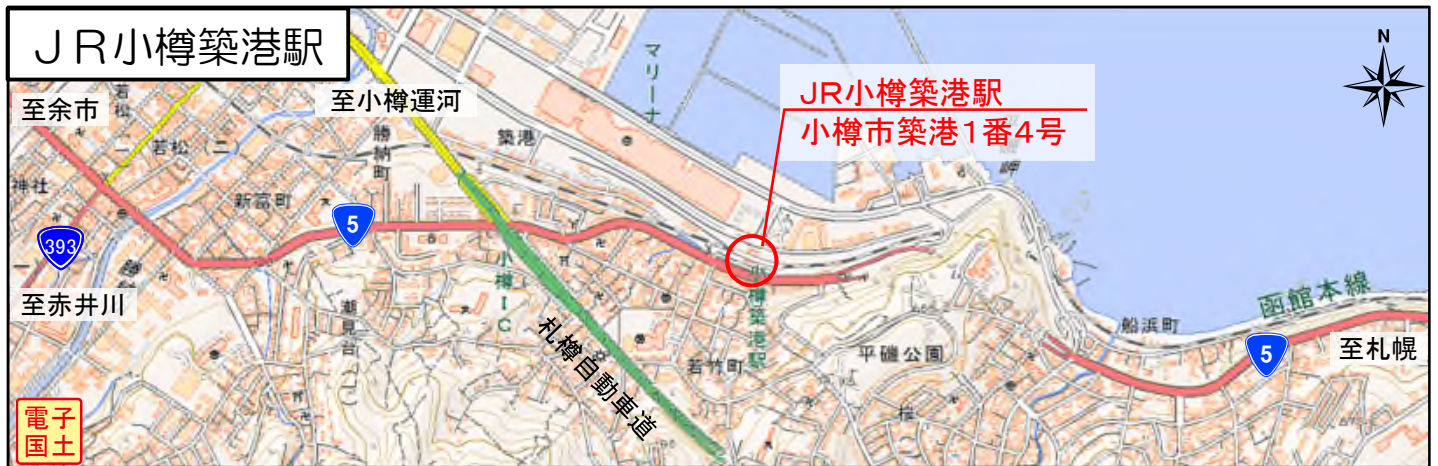 JR小樽築港駅
至余市
至小樽運河
マリーナ
JR小樽築港駅
小樽市築港1番4号
N
若松
若松(二)
勝納町
築港
神社
新富町
5
393
至赤井川
小樽IC
潮見台
札樽自動車道
若竹町
小樽築港駅
平磯公園
船浜町
函館本線
5
至札幌
桜
電子
国土